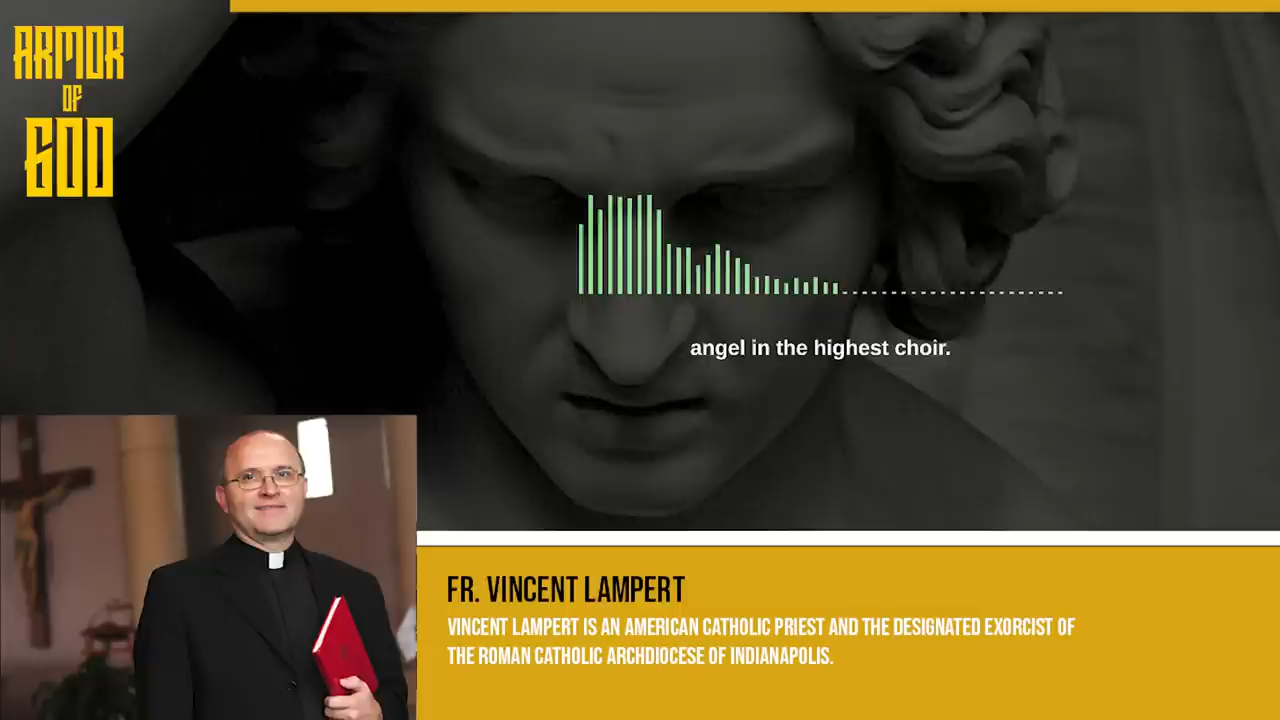 ARMOR
OF
GOD
angel in the highest choir.
FR. VINCENT LAMPERT
VINCENT LAMPERT IS AN AMERICAN CATHOLIC PRIEST AND THE DESIGNATED EXORCIST OF
THE ROMAN CATHOLIC ARCHDIOCESE OF INDIANAPOLIS.